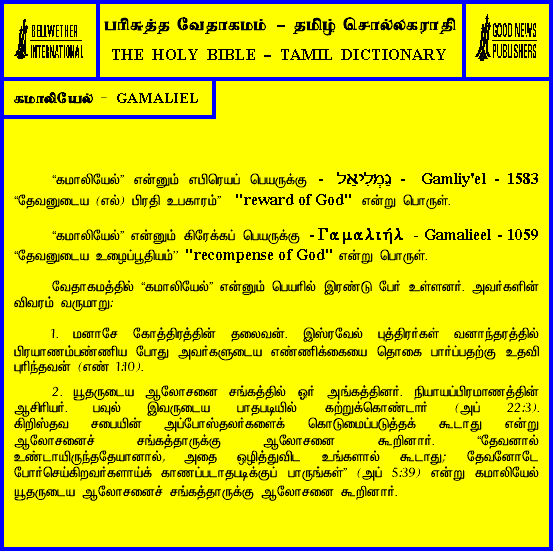 BELLWETHER
INTERNATIONAL
பரிசுத்த வேதாகமம் - தமிழ் சொல்லகராதி
THE HOLY BIBLE - TAMIL DICTIONARY
GOOD NEWS
PUBLISHERS
கமாலியேல் - GAMALIEL
“கமாலியேல்” என்னும் எபிரெயப் பெயருக்கு - גַּמְלִיאֵל - Gamliy'el - 1583
“தேவனுடைய (எல்) பிரதி உபகாரம்” "reward of God" என்று பொருள்.
“கமாலியேல்” என்னும் கிரேக்கப் பெயருக்கு - Γαμαλιήλ - Gamalieel - 1059
“தேவனுடைய உழைப்பூதியம்” "recompense of God" என்று பொருள்.
வேதாகமத்தில் “கமாலியேல்” என்னும் பெயரில் இரண்டு பேர் உள்ளனர். அவர்களின்
விவரம் வருமாறு:
1. மனாசே கோத்திரத்தின் தலைவன். இஸ்ரவேல் புத்திரர்கள் வனாந்தரத்தில்
பிரயாணம்பண்ணிய போது அவர்களுடைய எண்ணிக்கையை தொகை பார்ப்பதற்கு உதவி
புரிந்தவன் (எண் 1:10).
2. யூதருடைய ஆலோசனை சங்கத்தில் ஓர் அங்கத்தினர். நியாயப்பிரமாணத்தின்
ஆசிரியர். பவுல் இவருடைய பாதபடியில் கற்றுக்கொண்டார் (அப் 22:3).
கிறிஸ்தவ சபையின் அப்போஸ்தலர்களைக் கொடுமைப்படுத்தக் கூடாது என்று
ஆலோசனைச் சங்கத்தாருக்கு ஆலோசனை கூறினார். “தேவனால்
உண்டாயிருந்ததேயானால், அதை ஒழித்துவிட உங்களால் கூடாது; தேவனோடே
போர்செய்கிறவர்களாய்க் காணப்படாதபடிக்குப் பாருங்கள்” (அப் 5:39) என்று கமாலியேல்
யூதருடைய ஆலோசனைச் சங்கத்தாருக்கு ஆலோசனை கூறினார்.